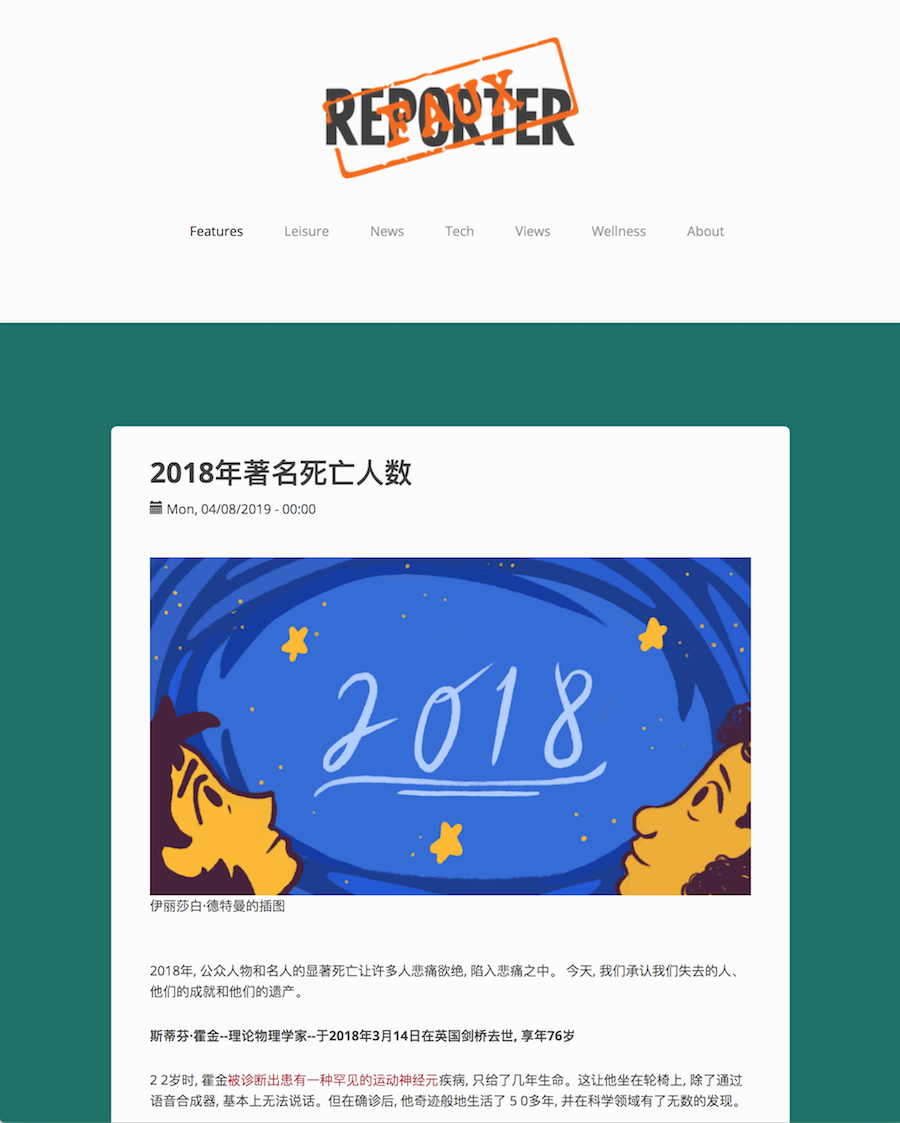 REPORTER
FAUX
Features Leisure News Tech Views Wellness About
2018年著名死亡人数
Mon, 04/08/2019 - 00:00
2018
伊丽莎白·德特曼的插图
2018年, 公众人物和名人的显著死亡让许多人悲痛欲绝, 陷入悲痛之中。 今天, 我们承认我们失去的人、
他们的成就和他们的遗产。
斯蒂芬·霍金--理论物理学家--于2018年3月14日在英国剑桥去世, 享年76岁
2 2岁时, 霍金被诊断出患有一种罕见的运动神经元疾病, 只给了几年生命。这让他坐在轮椅上, 除了通过
语音合成器, 基本上无法说话。但在确诊后, 他奇迹般地生活了 5 0多年, 并在科学领域有了无数的发现。